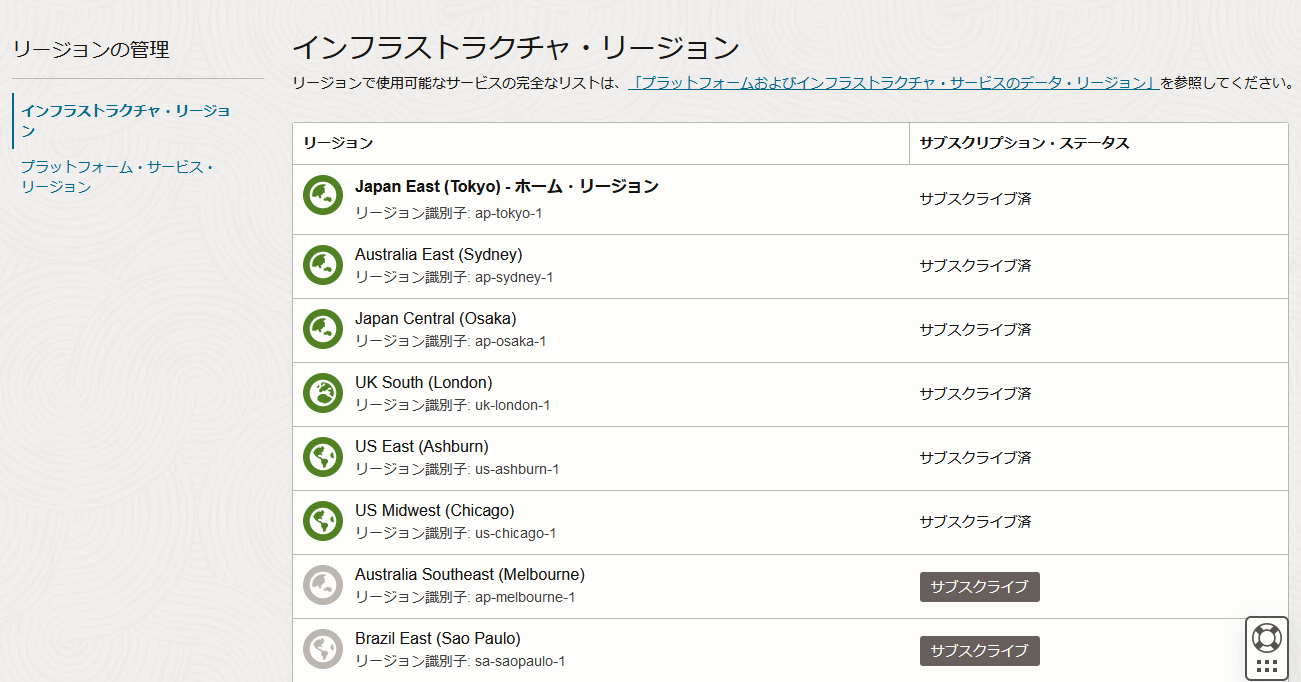 リージョンの管理
インフラストラクチャ・リージョ
ン
プラットフォーム・サービス・
リージョン
インフラストラクチャ・リージョン
リージョンで使用可能なサービスの完全なリストは、「プラットフォームおよびインフラストラクチャ・サービスのデータ・リージョン」を参照してください。
リージョン サブスクリプション・ステータス
Japan East (Tokyo) - ホーム・リージョン
リージョン識別子: ap-tokyo-1
サブスクライブ済
Australia East (Sydney)
リージョン識別子: ap-sydney-1
サブスクライブ済
Japan Central (Osaka)
リージョン識別子: ap-osaka-1
サブスクライブ済
UK South (London)
リージョン識別子: uk-london-1
サブスクライブ済
US East (Ashburn)
リージョン識別子: us-ashburn-1
サブスクライブ済
US Midwest (Chicago)
リージョン識別子: us-chicago-1
サブスクライブ済
Australia Southeast (Melbourne)
リージョン識別子: ap-melbourne-1
サブスクライブ
Brazil East (Sao Paulo)
リージョン識別子: sa-saopaulo-1
サブスクライブ